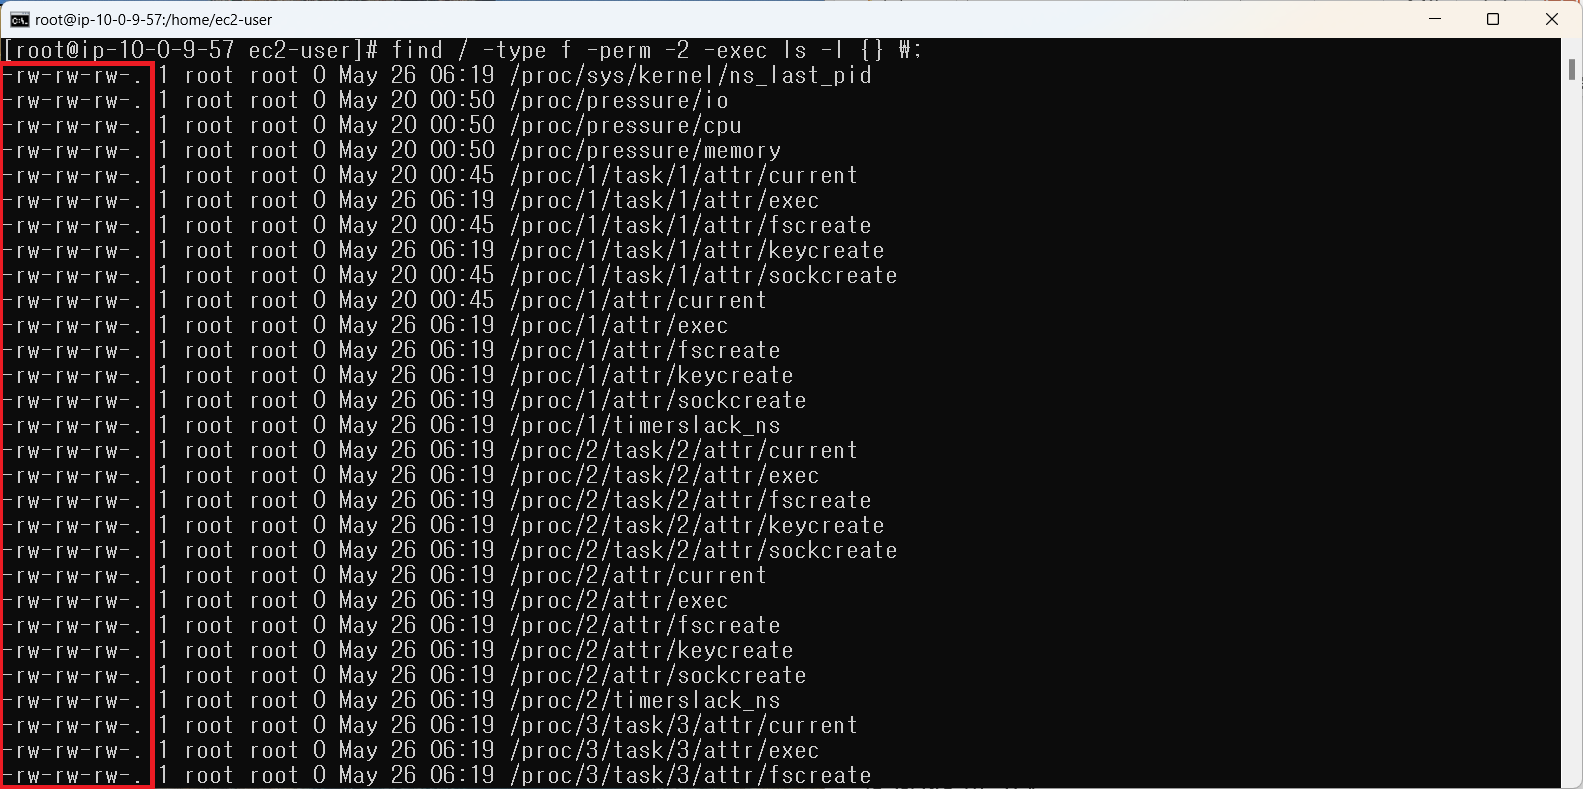 root@ip-10-0-9-57:/home/ec2-user
[root@ip-10-0-9-57 ec2-user]# find / -type f -perm -2 -exec ls -l {} ₩;
-rw-rw-rw-. 1 root root 0 May 26 06:19 /proc/sys/kernel/ns_last_pid
-rw-rw-rw-. 1 root root 0 May 20 00:50 /proc/pressure/io
-rw-rw-rw-. 1 root root 0 May 20 00:50 /proc/pressure/cpu
-rw-rw-rw-. 1 root root 0 May 20 00:50 /proc/pressure/memory
-rw-rw-rw-. 1 root root 0 May 20 00:45 /proc/1/task/1/attr/current
-rw-rw-rw-. 1 root root 0 May 26 06:19 /proc/1/task/1/attr/exec
-rw-rw-rw-. 1 root root 0 May 20 00:45 /proc/1/task/1/attr/fscreate
-rw-rw-rw-. 1 root root 0 May 26 06:19 /proc/1/task/1/attr/keycreate
-rw-rw-rw-. 1 root root 0 May 20 00:45 /proc/1/task/1/attr/sockcreate
-rw-rw-rw-. 1 root root 0 May 20 00:45 /proc/1/attr/current
-rw-rw-rw-. 1 root root 0 May 26 06:19 /proc/1/attr/exec
-rw-rw-rw-. 1 root root 0 May 26 06:19 /proc/1/attr/fscreate
-rw-rw-rw-. 1 root root 0 May 26 06:19 /proc/1/attr/keycreate
-rw-rw-rw-. 1 root root 0 May 26 06:19 /proc/1/attr/sockcreate
-rw-rw-rw-. 1 root root 0 May 26 06:19 /proc/1/timerslack_ns
-rw-rw-rw-. 1 root root 0 May 26 06:19 /proc/2/task/2/attr/current
-rw-rw-rw-. 1 root root 0 May 26 06:19 /proc/2/task/2/attr/exec
-rw-rw-rw-. 1 root root 0 May 26 06:19 /proc/2/task/2/attr/fscreate
-rw-rw-rw-. 1 root root 0 May 26 06:19 /proc/2/task/2/attr/keycreate
-rw-rw-rw-. 1 root root 0 May 26 06:19 /proc/2/task/2/attr/sockcreate
-rw-rw-rw-. 1 root root 0 May 26 06:19 /proc/2/attr/current
-rw-rw-rw-. 1 root root 0 May 26 06:19 /proc/2/attr/exec
-rw-rw-rw-. 1 root root 0 May 26 06:19 /proc/2/attr/fscreate
-rw-rw-rw-. 1 root root 0 May 26 06:19 /proc/2/attr/keycreate
-rw-rw-rw-. 1 root root 0 May 26 06:19 /proc/2/attr/sockcreate
-rw-rw-rw-. 1 root root 0 May 26 06:19 /proc/2/timerslack_ns
-rw-rw-rw-. 1 root root 0 May 26 06:19 /proc/3/task/3/attr/current
-rw-rw-rw-. 1 root root 0 May 26 06:19 /proc/3/task/3/attr/exec
-rw-rw-rw-. 1 root root 0 May 26 06:19 /proc/3/task/3/attr/fscreate